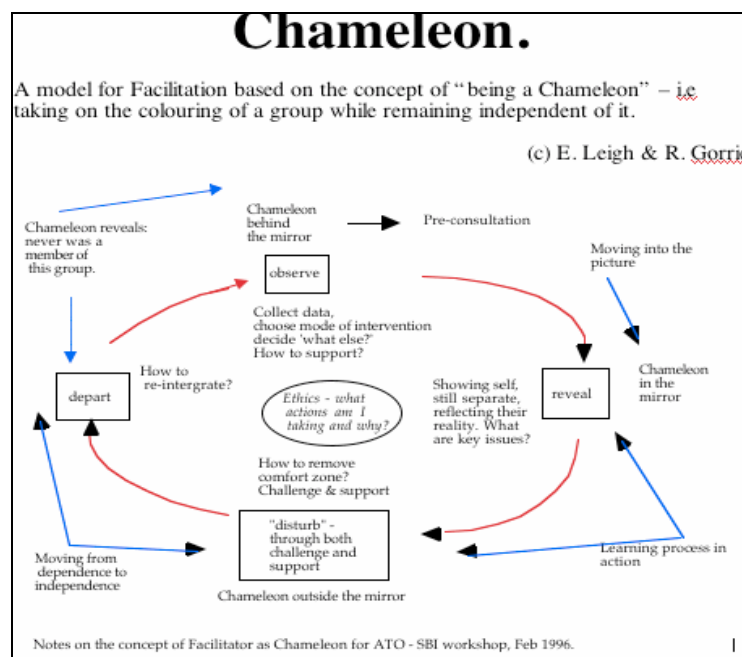 Chameleon.
A model for Facilitation based on the concept of “being a Chameleon” – i.e
taking on the colouring of a group while remaining independent of it.
(c) E. Leigh & R. Gorrie
Chameleon reveals:
never was a
member of
this group.
Chameleon
behind
the mirror
Pre-consultation
Moving into the
picture
observe
Collect data,
choose mode of intervention
decide 'what else?'
How to support?
How to
re-intergrate?
depart
Ethics - what
actions am I
taking and why?
Showing self,
still separate,
reflecting their
reality. What
are key issues?
reveal
Chameleon
in the
mirror
How to remove
comfort zone?
Challenge & support
"disturb" -
through both
challenge and
support
Chameleon outside the mirror
Moving from
dependence to
independence
Learning process in
action
Notes on the concept of Facilitator as Chameleon for ATO - SBI workshop, Feb 1996.